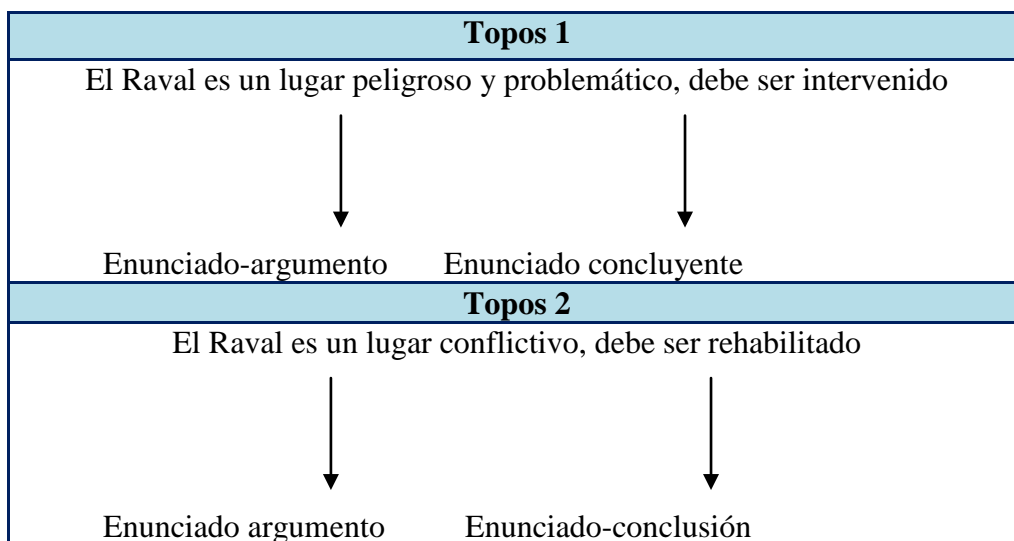 Topos 1
El Raval es un lugar peligroso y problemático, debe ser intervenido
Enunciado-argumento Enunciado concluyente
Topos 2
El Raval es un lugar conflictivo, debe ser rehabilitado
Enunciado argumento Enunciado-conclusión